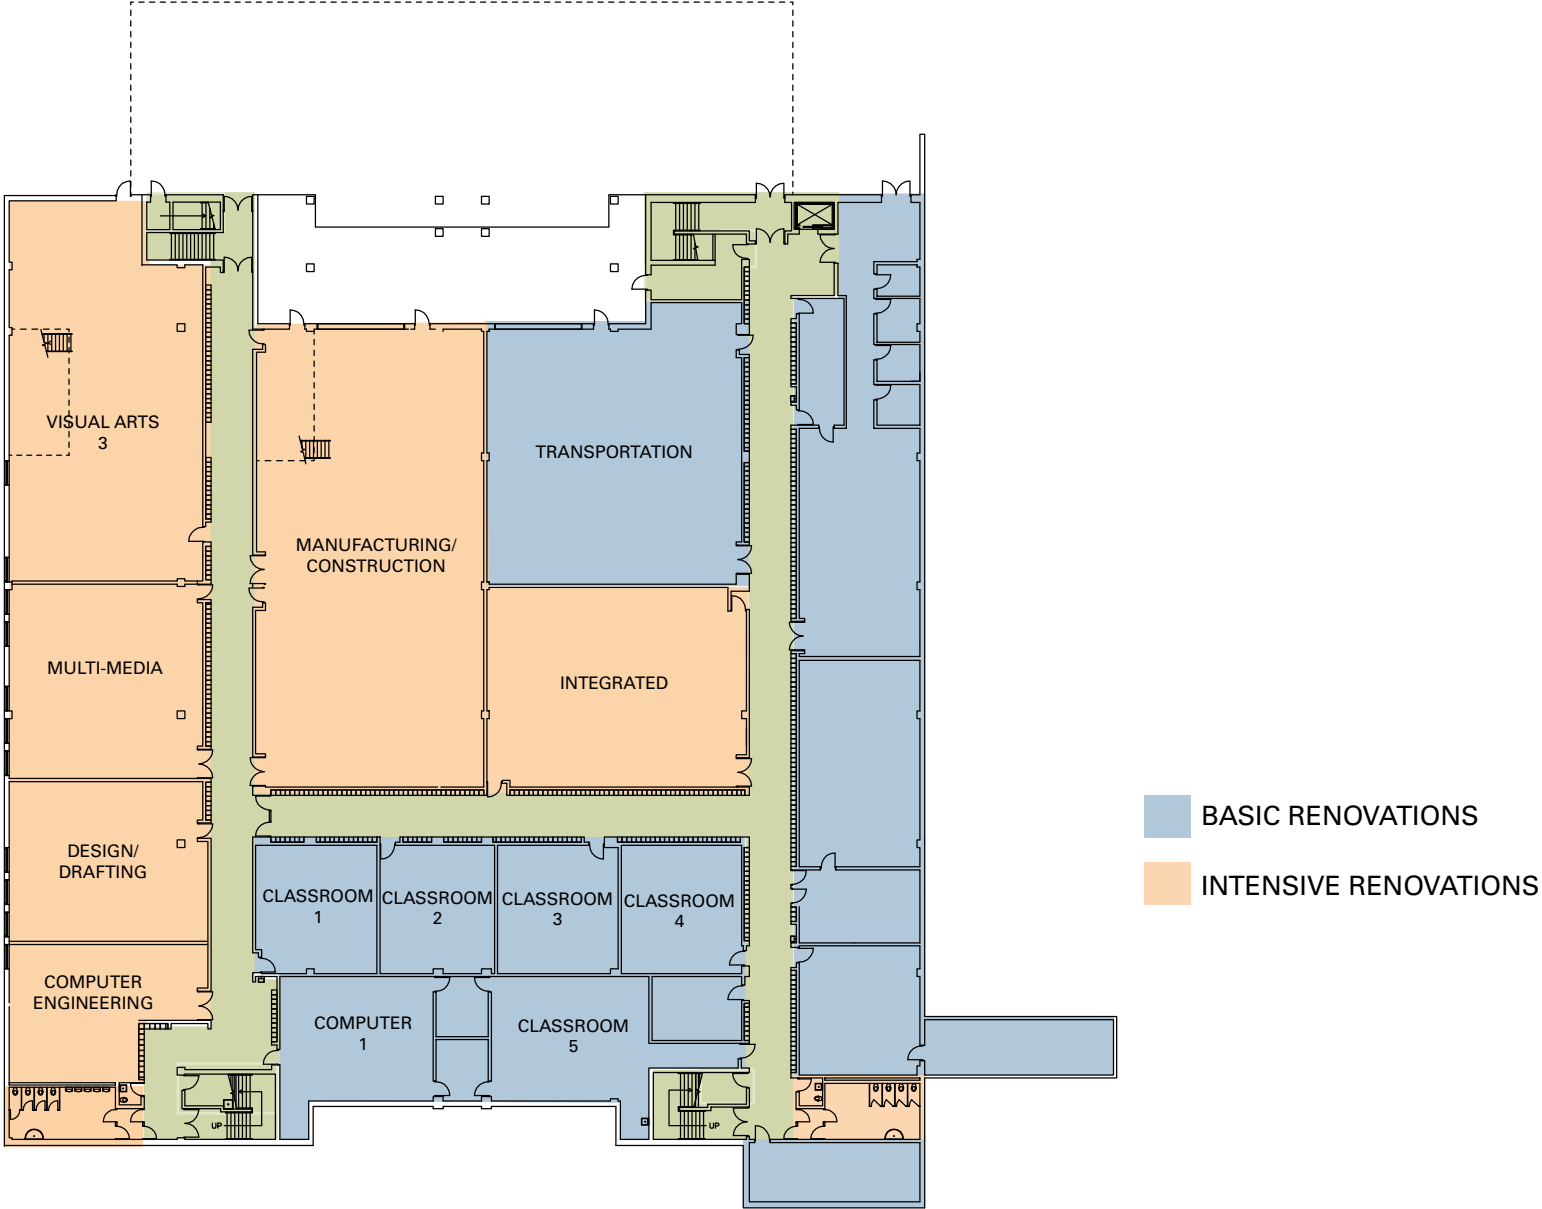 VISUAL ARTS
3
TRANSPORTATION
MANUFACTURING/
CONSTRUCTION
MULTI-MEDIA
INTEGRATED
DESIGN/
DRAFTING
CLASSROOM
1
CLASSROOM
2
CLASSROOM
3
CLASSROOM
4
COMPUTER
ENGINEERING
COMPUTER
1
CLASSROOM
5
UP
UP
BASIC RENOVATIONS
INTENSIVE RENOVATIONS